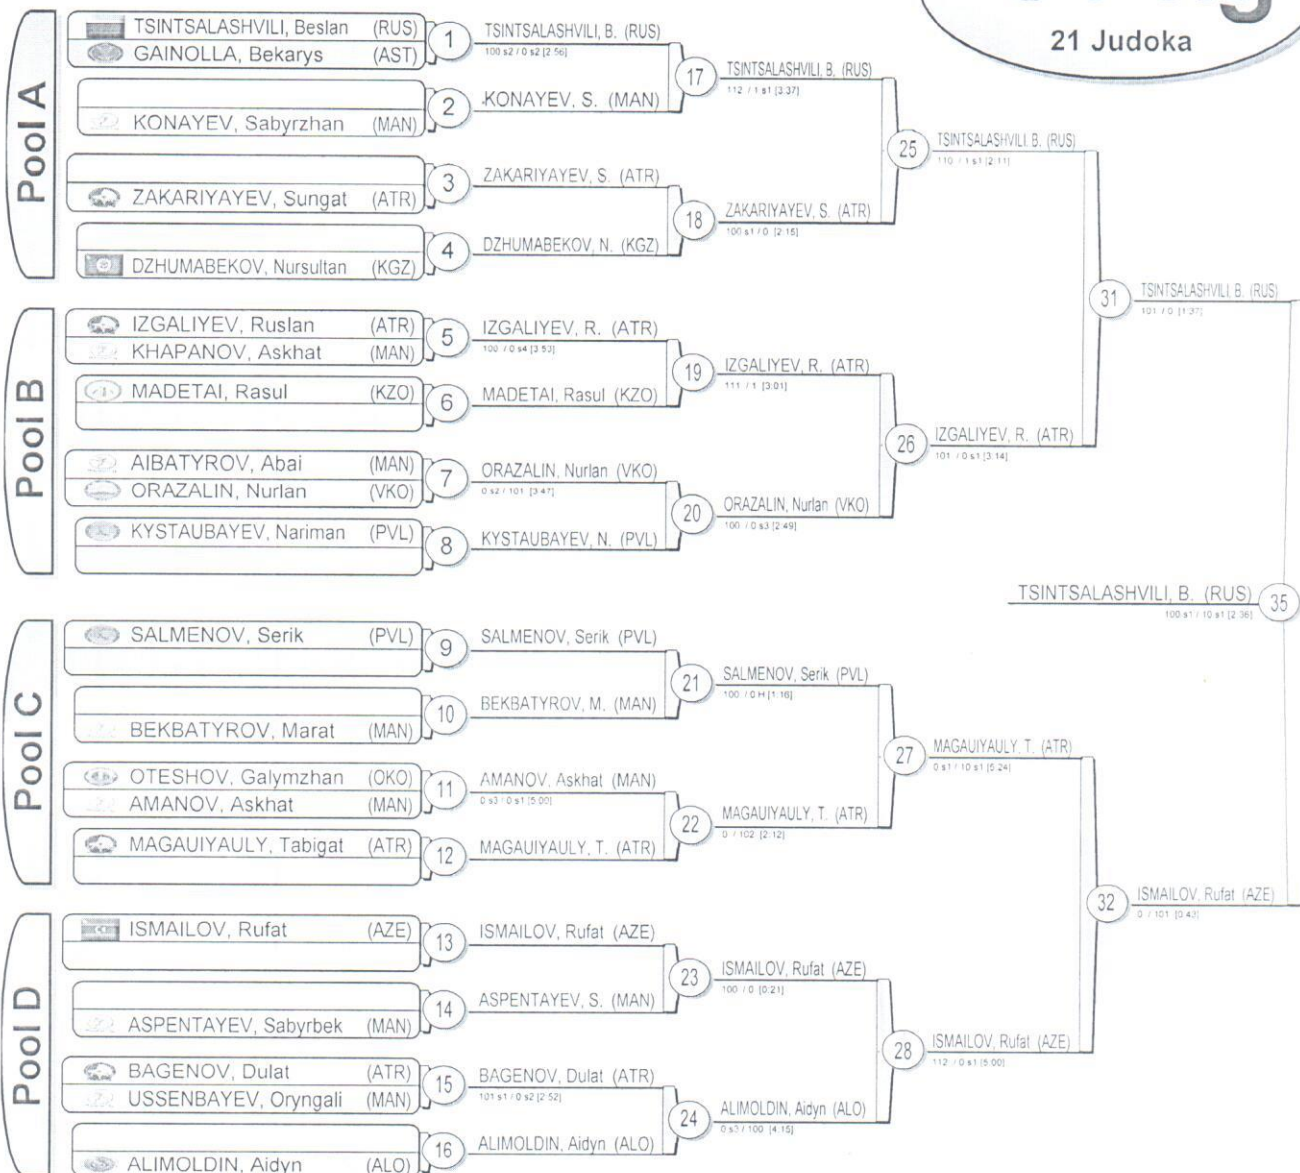 21 Judoka
Pool A
TSINTSALASHVILI, Beslan (RUS)
GAINOLLA, Bekarys (AST)
1
KONAYEV, Sabyrzhan (MAN)
2
ZAKARIYAYEV, Sungat (ATR)
3
DZHUMABEKOV, Nursultan (KGZ)
4
TSINTSALASHVILI, B. (RUS)
100 s2 / 0 s2 [2:56]
KONAYEV, S. (MAN)
17
ZAKARIYAYEV, S. (ATR)
DZHUMABEKOV, N. (KGZ)
18
TSINTSALASHVILI, B. (RUS)
112 / 1 s1 [3:37]
ZAKARIYAYEV, S. (ATR)
100 s1 / 0 [2:15]
25
TSINTSALASHVILI, B. (RUS)
110 / 1 s1 [2:11]
Pool B
IZGALIYEV, Ruslan (ATR)
KHAPANOV, Askhat (MAN)
5
MADETAI, Rasul (KZO)
6
AIBATYROV, Abai (MAN)
ORAZALIN, Nurlan (VKO)
7
KYSTAUBAYEV, Nariman (PVL)
8
IZGALIYEV, R. (ATR)
100 / 0 s4 [3:53]
MADETAI, Rasul (KZO)
19
ORAZALIN, Nurlan (VKO)
0 s2 / 101 [3:47]
KYSTAUBAYEV, N. (PVL)
20
IZGALIYEV, R. (ATR)
111 / 1 [3:01]
ORAZALIN, Nurlan (VKO)
100 / 0 s3 [2:49]
26
IZGALIYEV, R. (ATR)
101 / 0 s1 [3:14]
31
TSINTSALASHVILI, B. (RUS)
101 / 0 [1:37]
TSINTSALASHVILI, B. (RUS)
35
100 s1 / 10 s1 [2:36]
Pool C
SALMENOV, Serik (PVL)
9
BEKBATYROV, Marat (MAN)
10
OTESHOV, Galymzhan (OKO)
AMANOV, Askhat (MAN)
11
MAGAUIYAULY, Tabigat (ATR)
12
SALMENOV, Serik (PVL)
BEKBATYROV, M. (MAN)
21
AMANOV, Askhat (MAN)
0 s3 / 0 s1 [5:00]
MAGAUIYAULY, T. (ATR)
22
SALMENOV, Serik (PVL)
100 / 0 H [1:16]
MAGAUIYAULY, T. (ATR)
0 / 102 [2:12]
27
MAGAUIYAULY, T. (ATR)
0 s1 / 10 s1 [5:24]
Pool D
ISMAILOV, Rufat (AZE)
13
ASPENTAYEV, Sabyrbek (MAN)
14
BAGENOV, Dulat (ATR)
USSENBAYEV, Oryngali (MAN)
15
ALIMOLDIN, Aidyn (ALO)
16
ISMAILOV, Rufat (AZE)
ASPENTAYEV, S. (MAN)
23
BAGENOV, Dulat (ATR)
101 s1 / 0 s2 [2:52]
ALIMOLDIN, Aidyn (ALO)
24
ISMAILOV, Rufat (AZE)
100 / 0 [0:21]
ALIMOLDIN, Aidyn (ALO)
0 s3 / 100 [4:15]
28
ISMAILOV, Rufat (AZE)
112 / 0 s1 [5:00]
32
ISMAILOV, Rufat (AZE)
0 / 101 [0:43]